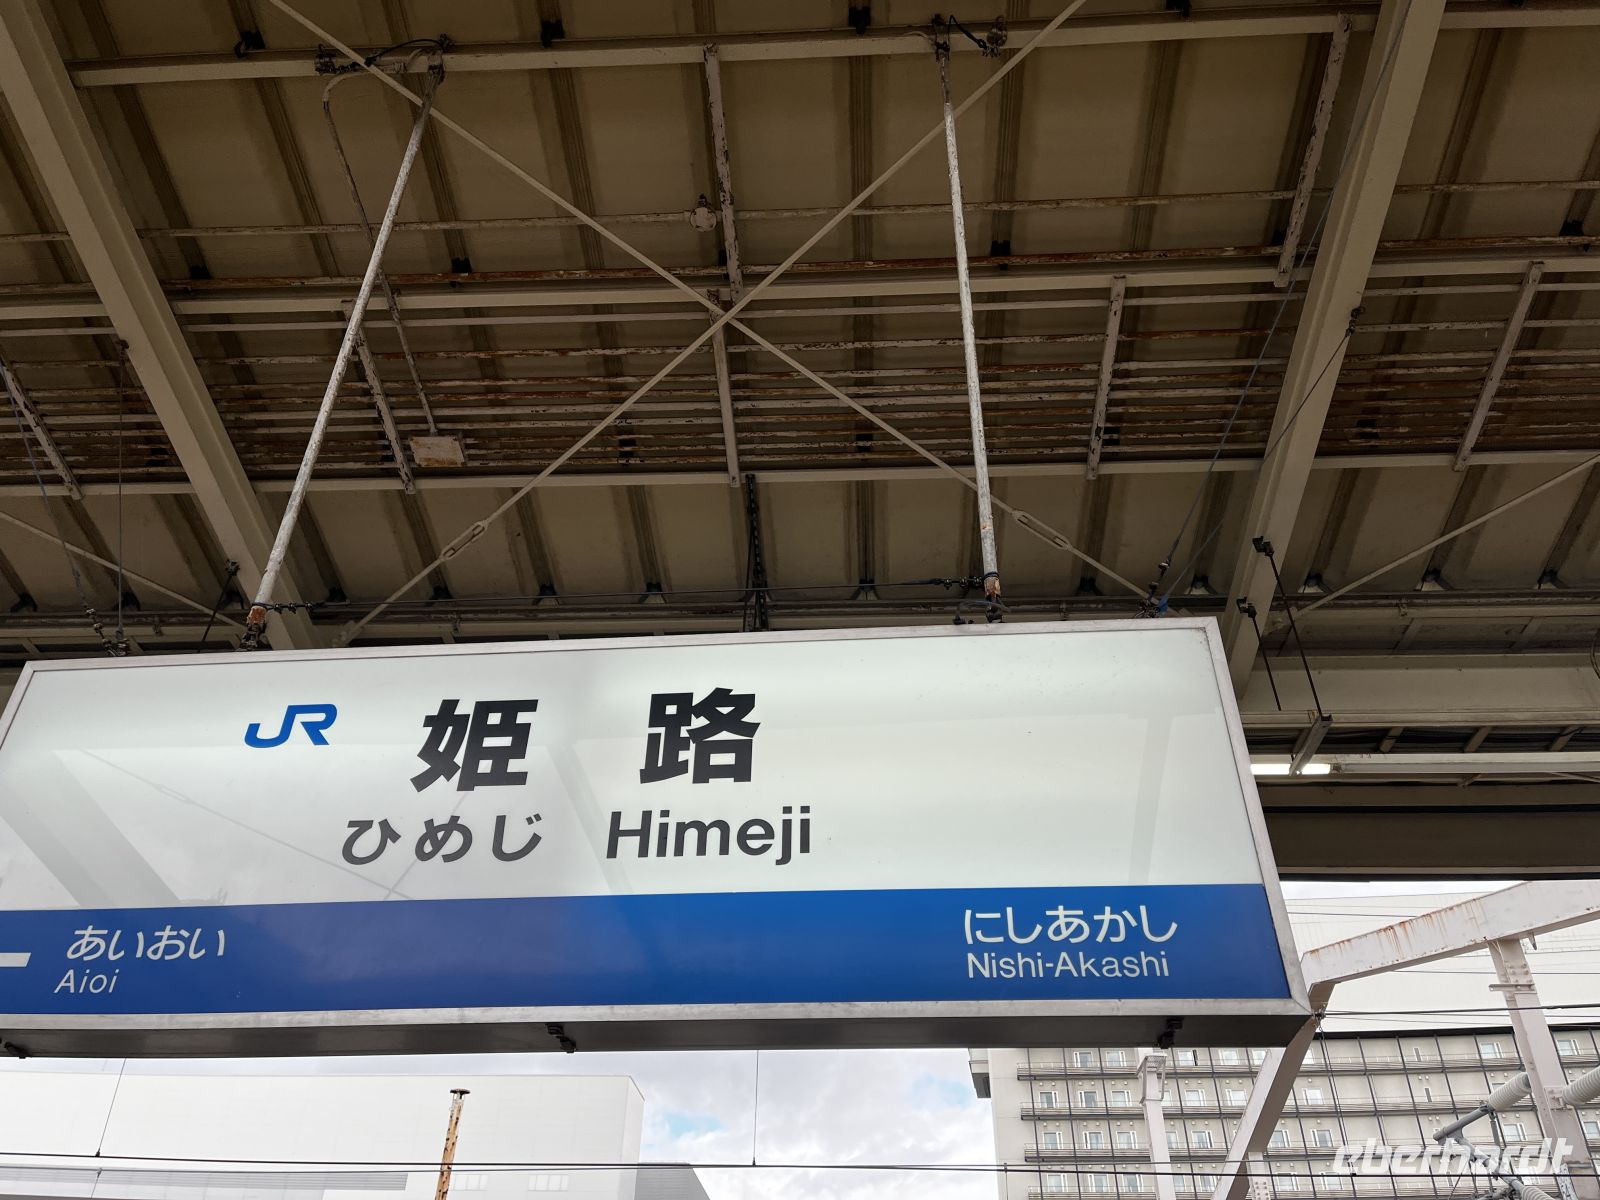 JR 姫路
ひめじ Himeji
あいおい
Aioi
にしあかし
Nishi-Akashi
eberhardt